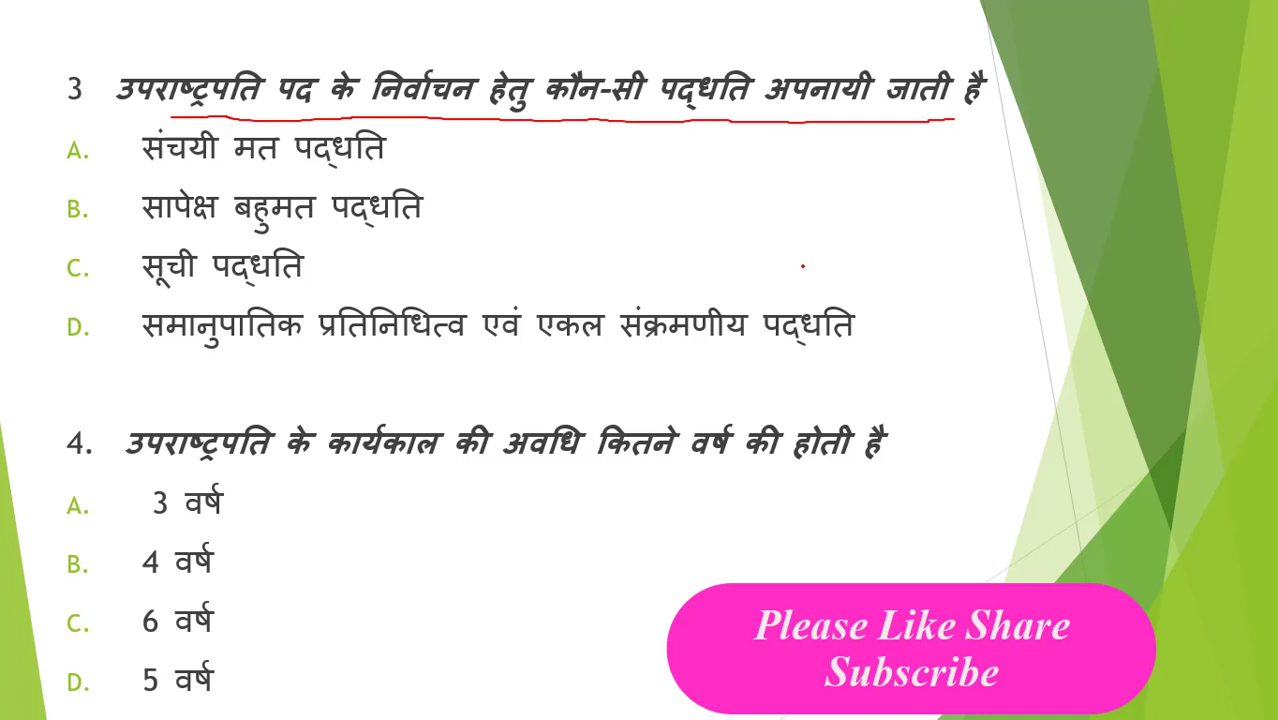 3 उपराष्ट्रपति पद के निर्वाचन हेतु कौन-सी पद्धति अपनायी जाती है
A. संचयी मत पद्धति
B. सापेक्ष बहुमत पद्धति
C. सूची पद्धति
D. समानुपातिक प्रतिनिधित्व एवं एकल संक्रमणीय पद्धति
4. उपराष्ट्रपति के कार्यकाल की अवधि कितने वर्ष की होती है
A. 3 वर्ष
B. 4 वर्ष
C. 6 वर्ष
D. 5 वर्ष
Please Like Share
Subscribe